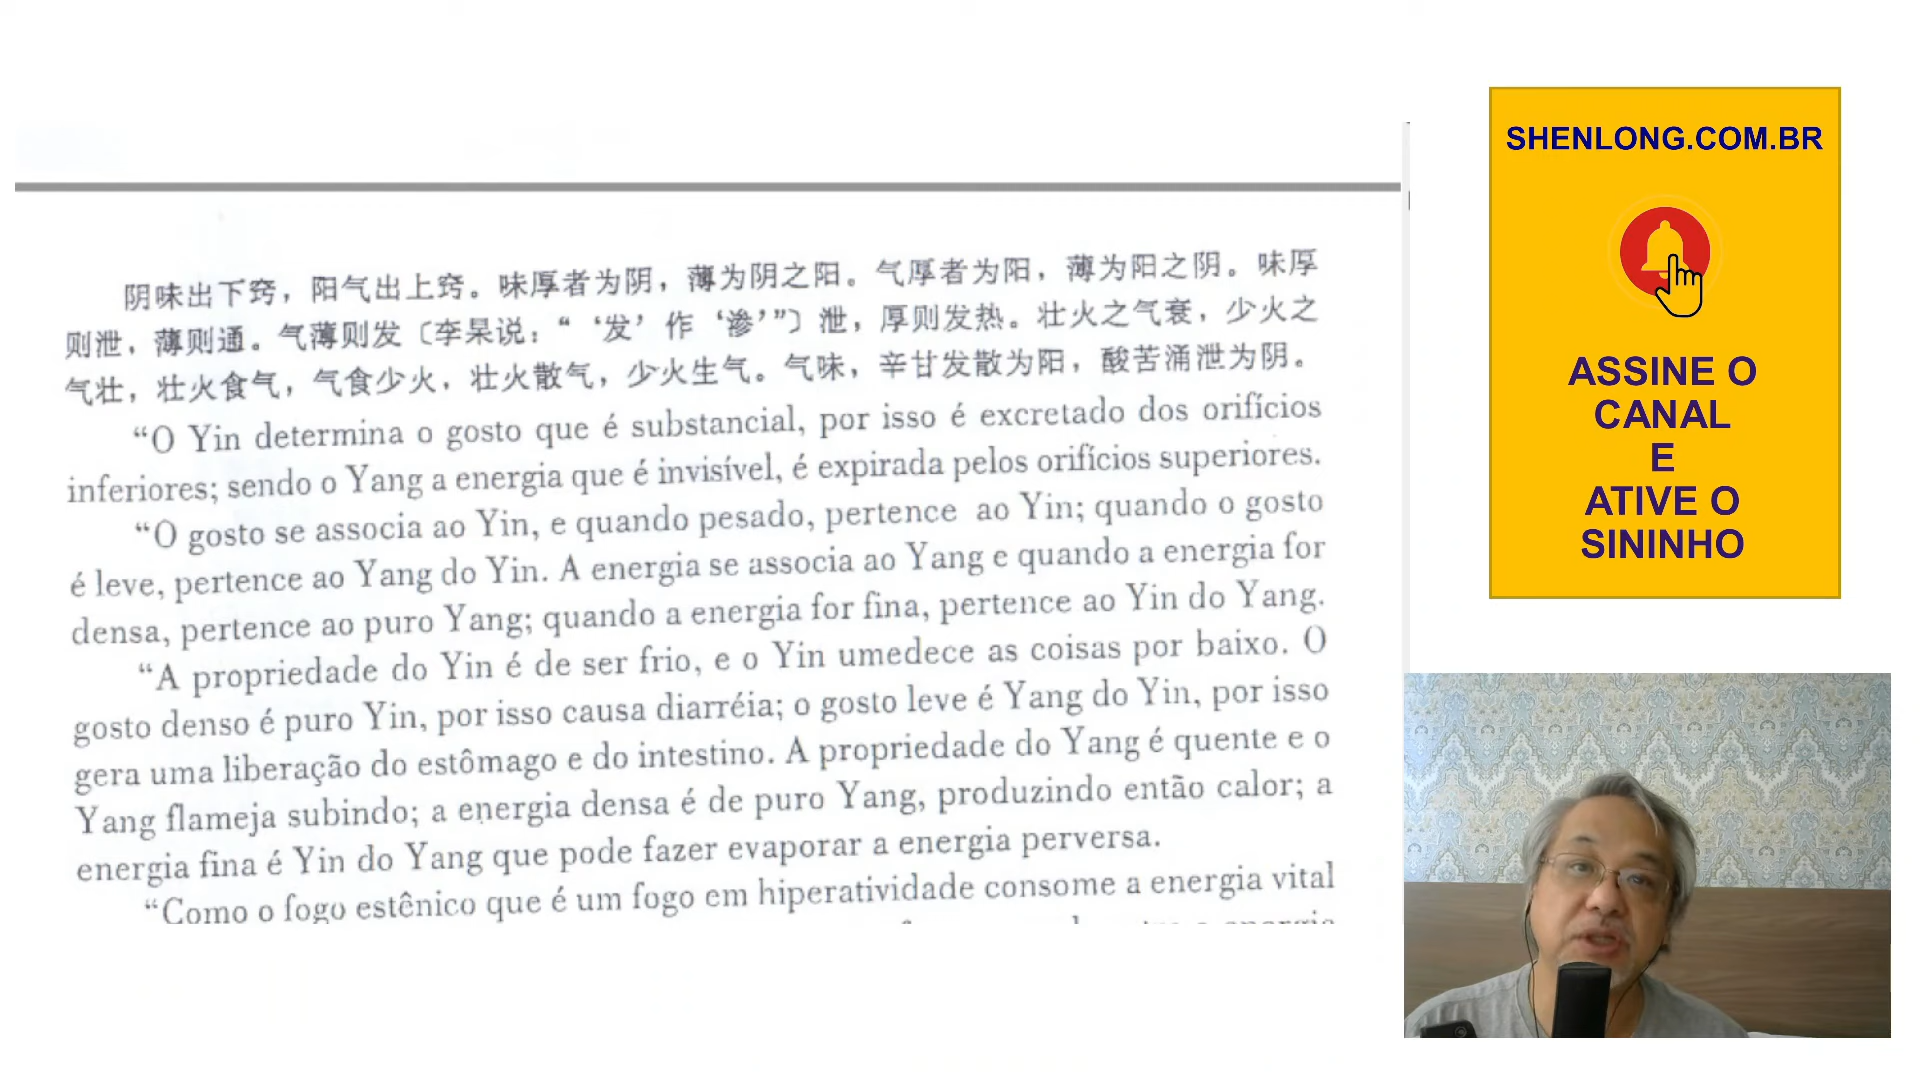 阴味出下窍，阳气出上窍。味厚者为阴，薄为阴之阳。气厚者为阳，薄为阳之阴。味厚
则泄，薄则通。气薄则发〔李杲说：“‘发’作‘渗’”〕泄，厚则发热。壮火之气衰，少火之
气壮，壮火食气，气食少火，壮火散气，少火生气。气味，辛甘发散为阳，酸苦涌泄为阴。
“O Yin determina o gosto que é substancial, por isso é excretado dos orifícios
inferiores; sendo o Yang a energia que é invisível, é expirada pelos orifícios superiores.
“O gosto se associa ao Yin, e quando pesado, pertence ao Yin; quando o gosto
é leve, pertence ao Yang do Yin. A energia se associa ao Yang e quando a energia for
densa, pertence ao puro Yang; quando a energia for fina, pertence ao Yin do Yang.
“A propriedade do Yin é de ser frio, e o Yin umedece as coisas por baixo. O
gosto denso é puro Yin, por isso causa diarréia; o gosto leve é Yang do Yin, por isso
gera uma liberação do estômago e do intestino. A propriedade do Yang é quente e o
Yang flameja subindo; a energia densa é de puro Yang, produzindo então calor; a
energia fina é Yin do Yang que pode fazer evaporar a energia perversa.
“Como o fogo estênico que é um fogo em hiperatividade consome a energia vital
SHENLONG.COM.BR
ASSINE O
CANAL
E
ATIVE O
SININHO